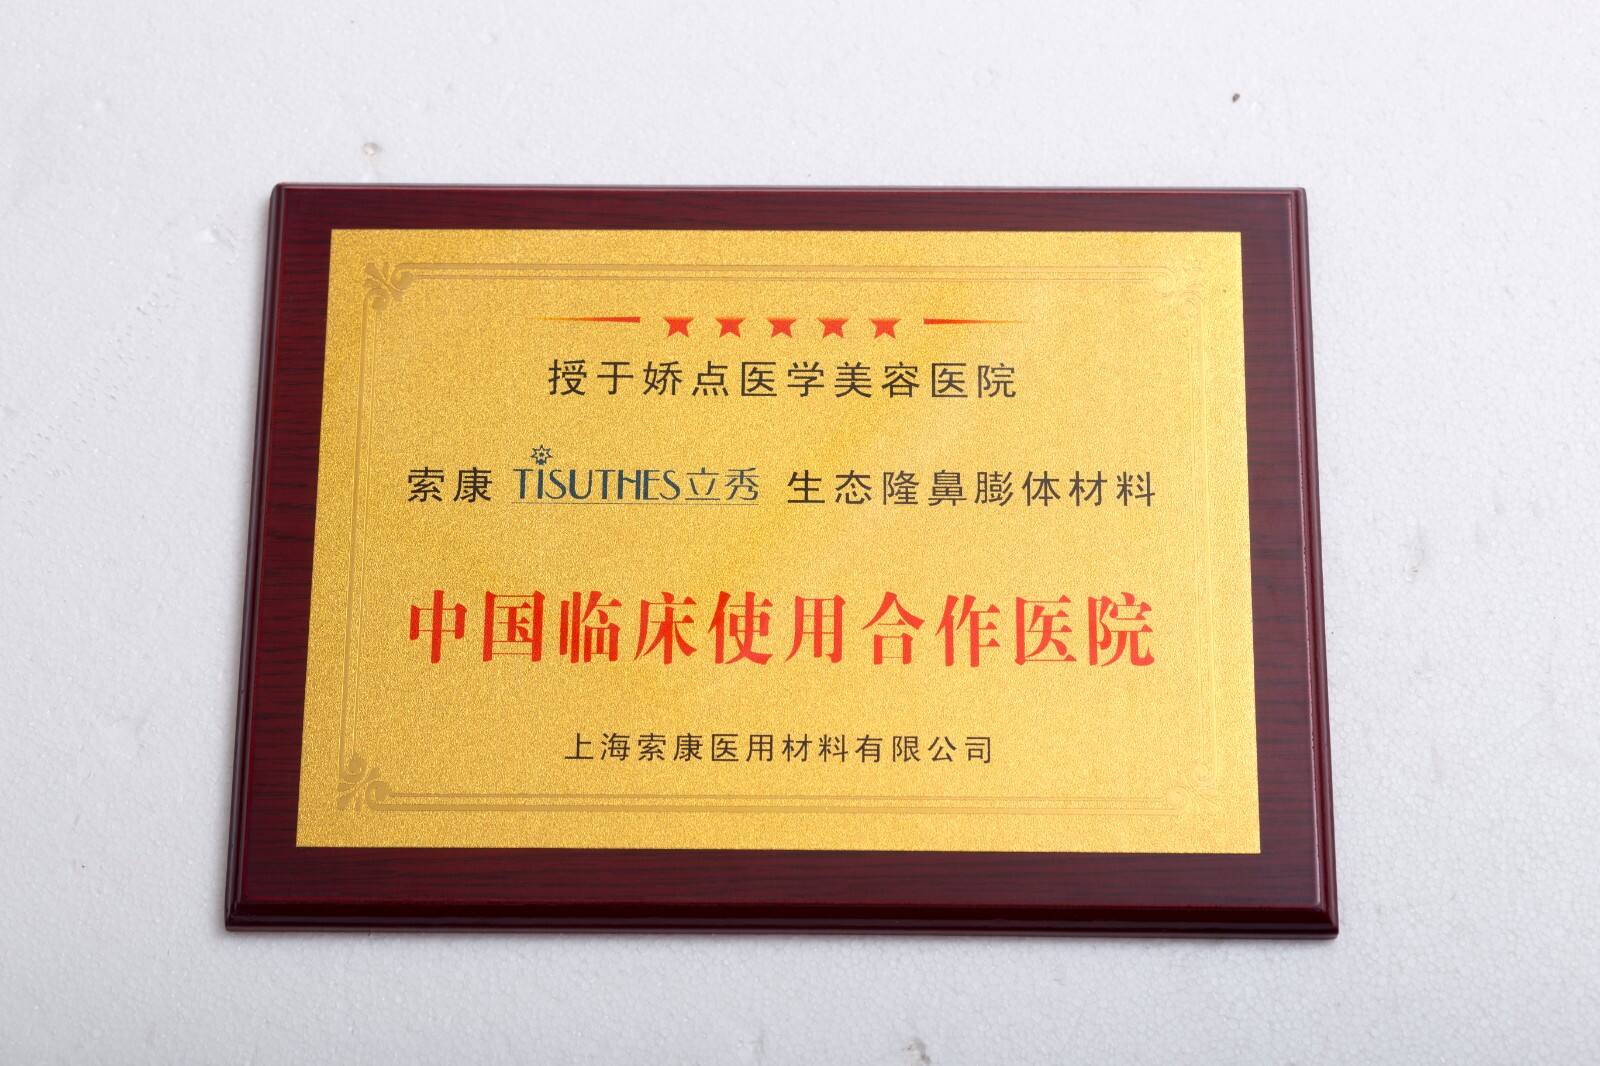 授于娇点医学美容医院
索康 TISUTHES立秀 生态隆鼻膨体材料
中国临床使用合作医院
上海索康医用材料有限公司